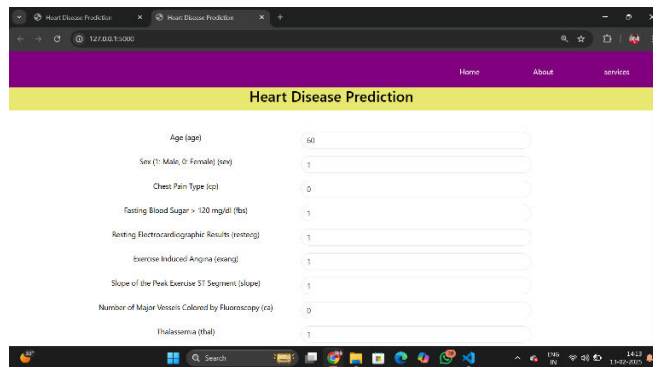 Heart Disease Prediction
Heart Disease Prediction
127.0.0.1:5000
Home About services
Heart Disease Prediction
Age (age) 60
Sex (1: Male, 0: Female) (sex) 1
Chest Pain Type (cp) 0
Fasting Blood Sugar > 120 mg/dl (fbs) 1
Resting Electrocardiographic Results (restecg) 1
Exercise Induced Angina (exang) 1
Slope of the Peak Exercise ST Segment (slope) 1
Number of Major Vessels Colored by Fluoroscopy (ca) 0
Thalassemia (thal) 1
Search
ENG
IN
14:13
13-02-2025